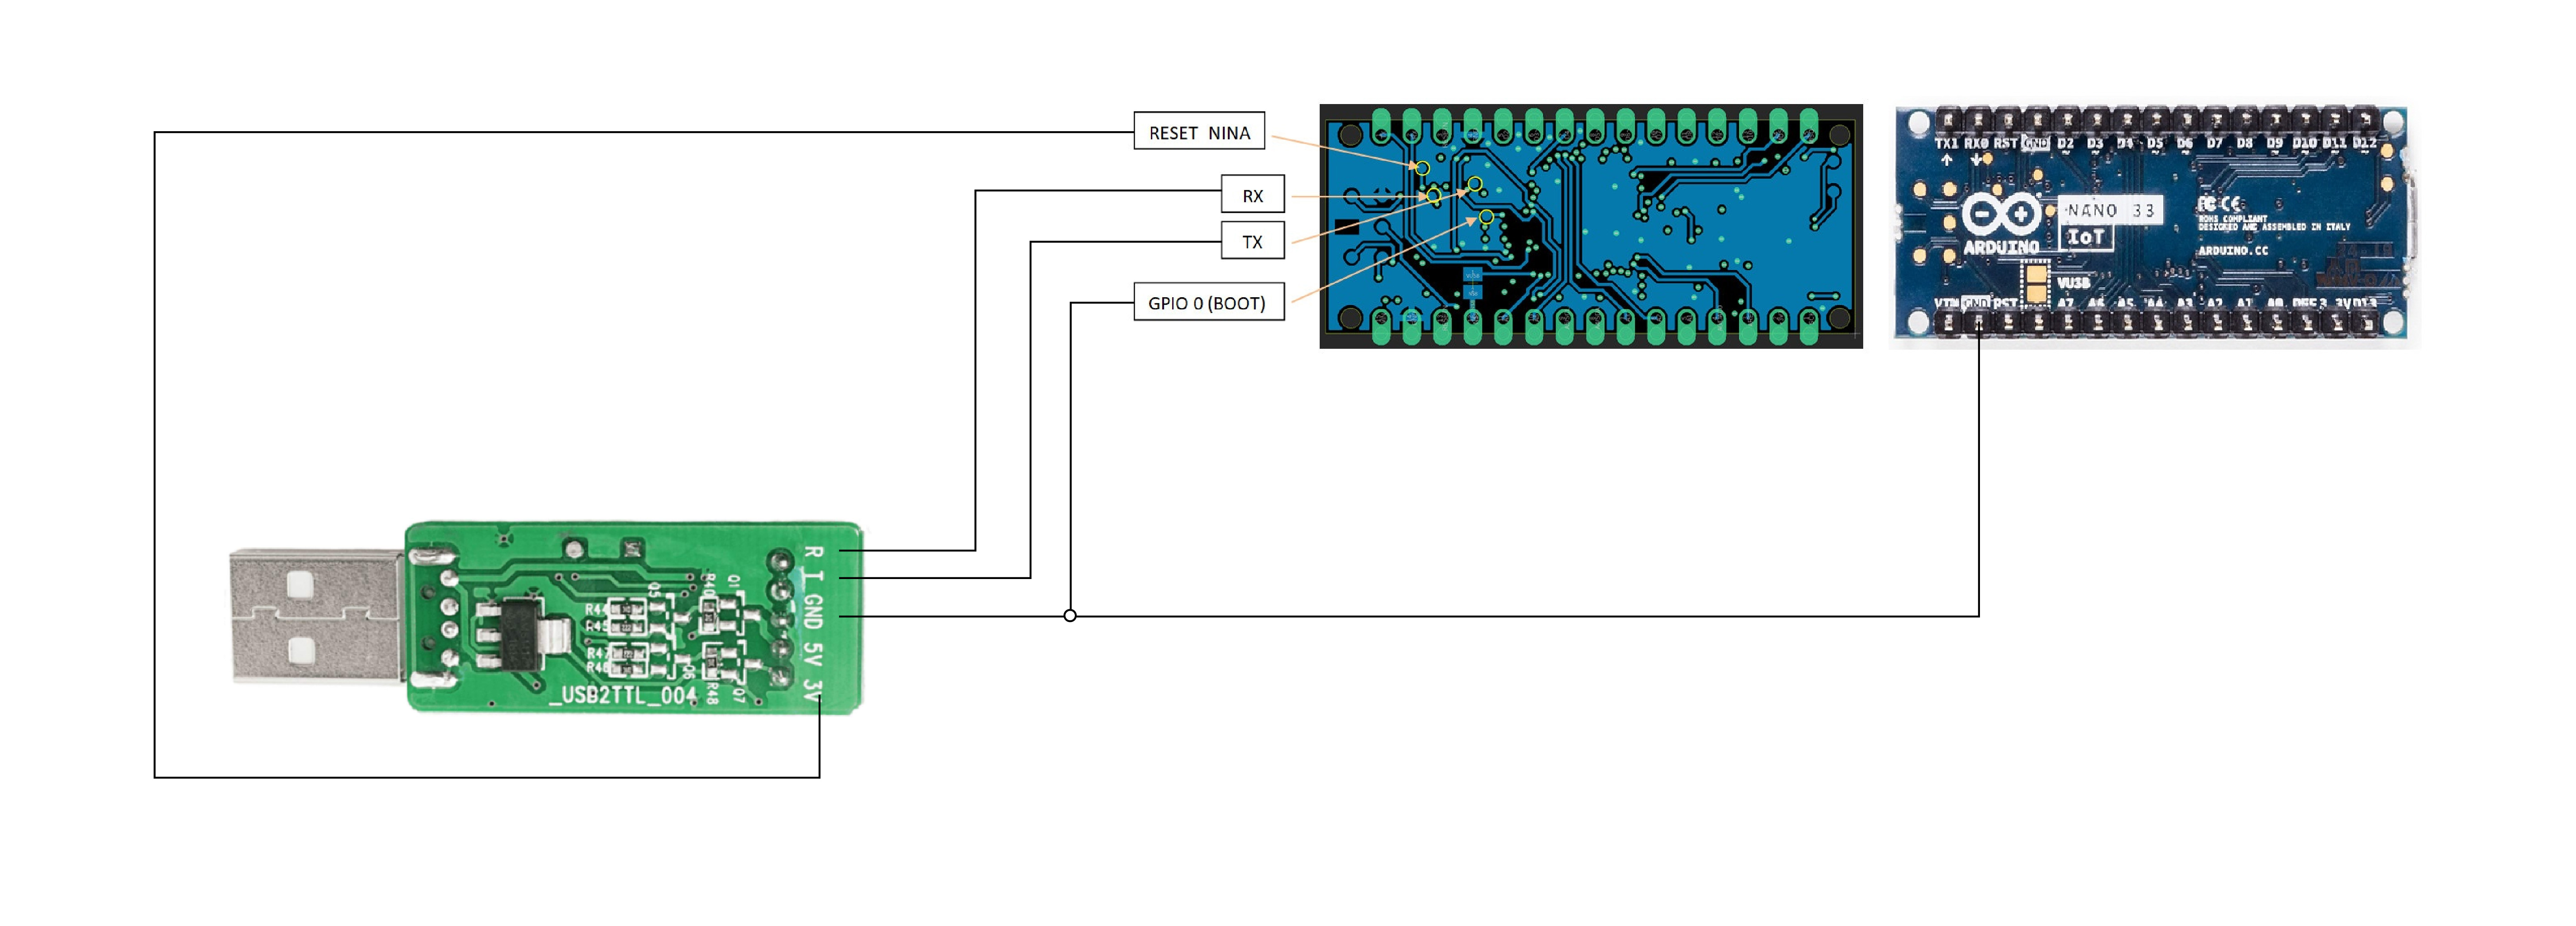 RESET NINA
RX
TX
GPIO 0 (BOOT)
TX1 RX0 RST GND D2 D3 D4 D5 D6 D7 D8 D9 D10 D11 D12
NANO 33
IoT
ARDUINO
FC CE
ROHS COMPLIANT
DESIGNED AND ASSEMBLED IN ITALY
ARDUINO.CC
VUSB
VIN GND RST A7 A6 A5 A4 A3 A2 A1 A0 REF 3.3V D13
R
T
GND
5V
3V
R44
R45
R47
R46
R48
Q1
Q5
Q6
Q7
_USB2TTL_004